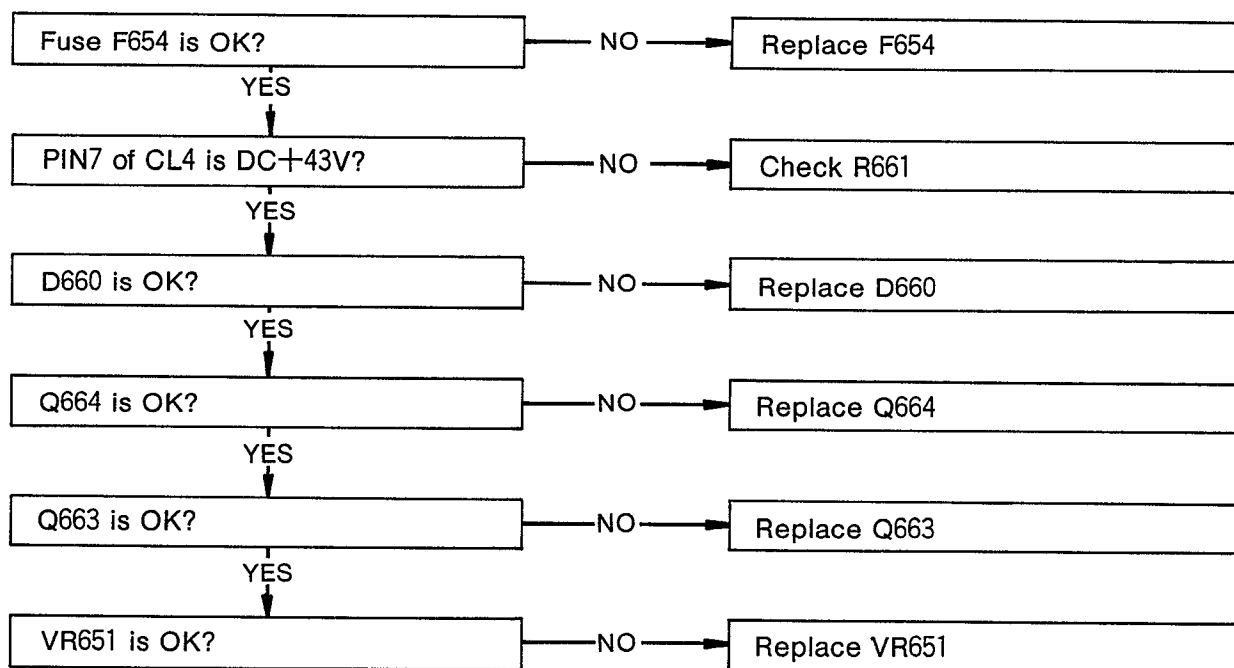 Fuse F654 is OK?
NO
Replace F654
YES
PIN7 of CL4 is DC+43V?
NO
Check R661
YES
D660 is OK?
NO
Replace D660
YES
Q664 is OK?
NO
Replace Q664
YES
Q663 is OK?
NO
Replace Q663
YES
VR651 is OK?
NO
Replace VR651